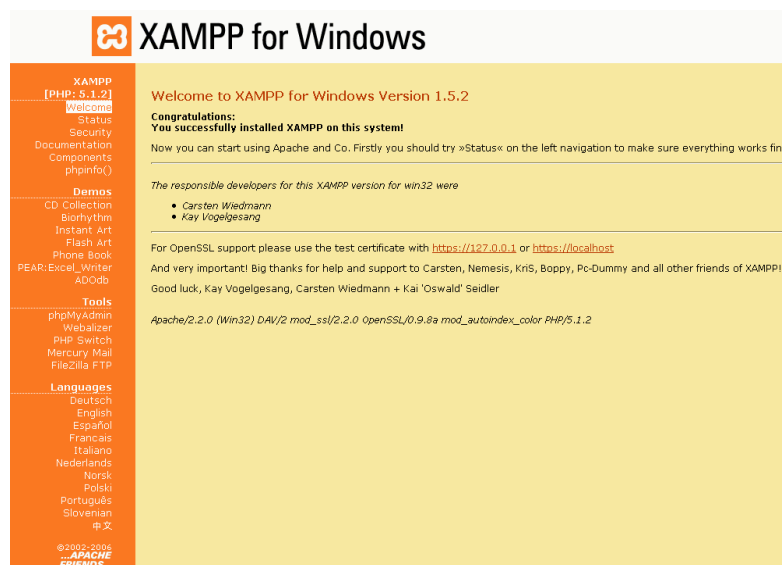 XAMPP for Windows
XAMPP
[PHP: 5.1.2]
Welcome
Status
Security
Documentation
Components
phpinfo()
Demos
CD Collection
Biorhythm
Instant Art
Flash Art
Phone Book
PEAR:Excel_Writer
ADOdb
Tools
phpMyAdmin
Webalizer
PHP Switch
Mercury Mail
FileZilla FTP
Languages
Deutsch
English
Español
Francais
Italiano
Nederlands
Norsk
Polski
Português
Slovenian
中文
©2002-2006
...APACHE
FRIENDS...
Welcome to XAMPP for Windows Version 1.5.2
Congratulations:
You successfully installed XAMPP on this system!
Now you can start using Apache and Co. Firstly you should try »Status« on the left navigation to make sure everything works fin
The responsible developers for this XAMPP version for win32 were
Carsten Wiedmann
Kay Vogelgesang
For OpenSSL support please use the test certificate with https://127.0.0.1 or https://localhost
And very important! Big thanks for help and support to Carsten, Nemesis, KriS, Boppy, Pc-Dummy and all other friends of XAMPP!
Good luck, Kay Vogelgesang, Carsten Wiedmann + Kai 'Oswald' Seidler
Apache/2.2.0 (Win32) DAV/2 mod_ssl/2.2.0 OpenSSL/0.9.8a mod_autoindex_color PHP/5.1.2